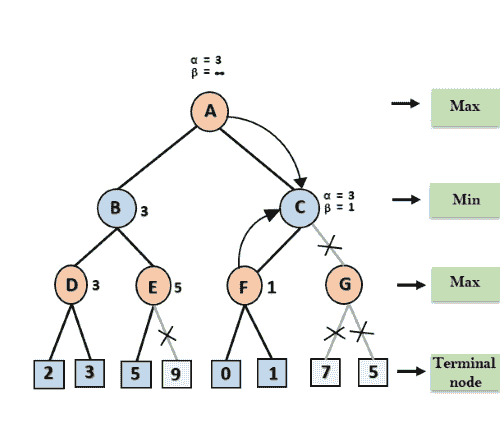 α = 3
β = ∞
A
Max
B 3
C
α = 3
β = 1
Min
D 3
E 5
F 1
G
Max
2 3 5 9 0 1 7 5
Terminal
node